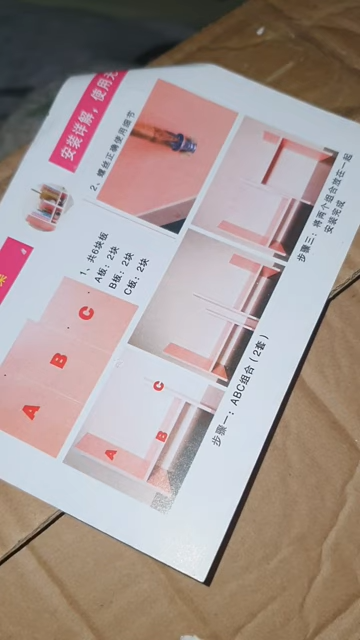 安装详解，使用
1、共6块板
A板：2块
B板：2块
C板：2块
2、螺丝正确使用细节
A
B
C
A
B
C
步骤一：ABC组合（2套）
步骤三：将两个组合放在一起
安装完成